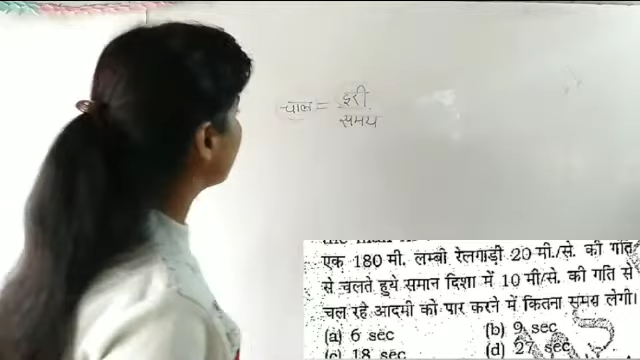 चाल = दूरी
समय
एक 180 मी. लम्बी रेलगाड़ी 20 मी./से. की गति
से चलते हुये समान दिशा में 10 मी/से. की गति से
चल रहे आदमी को पार करने में कितना समय लेगी।
(a) 6 sec (b) 9 sec
(c) 18 sec (d) 27 sec